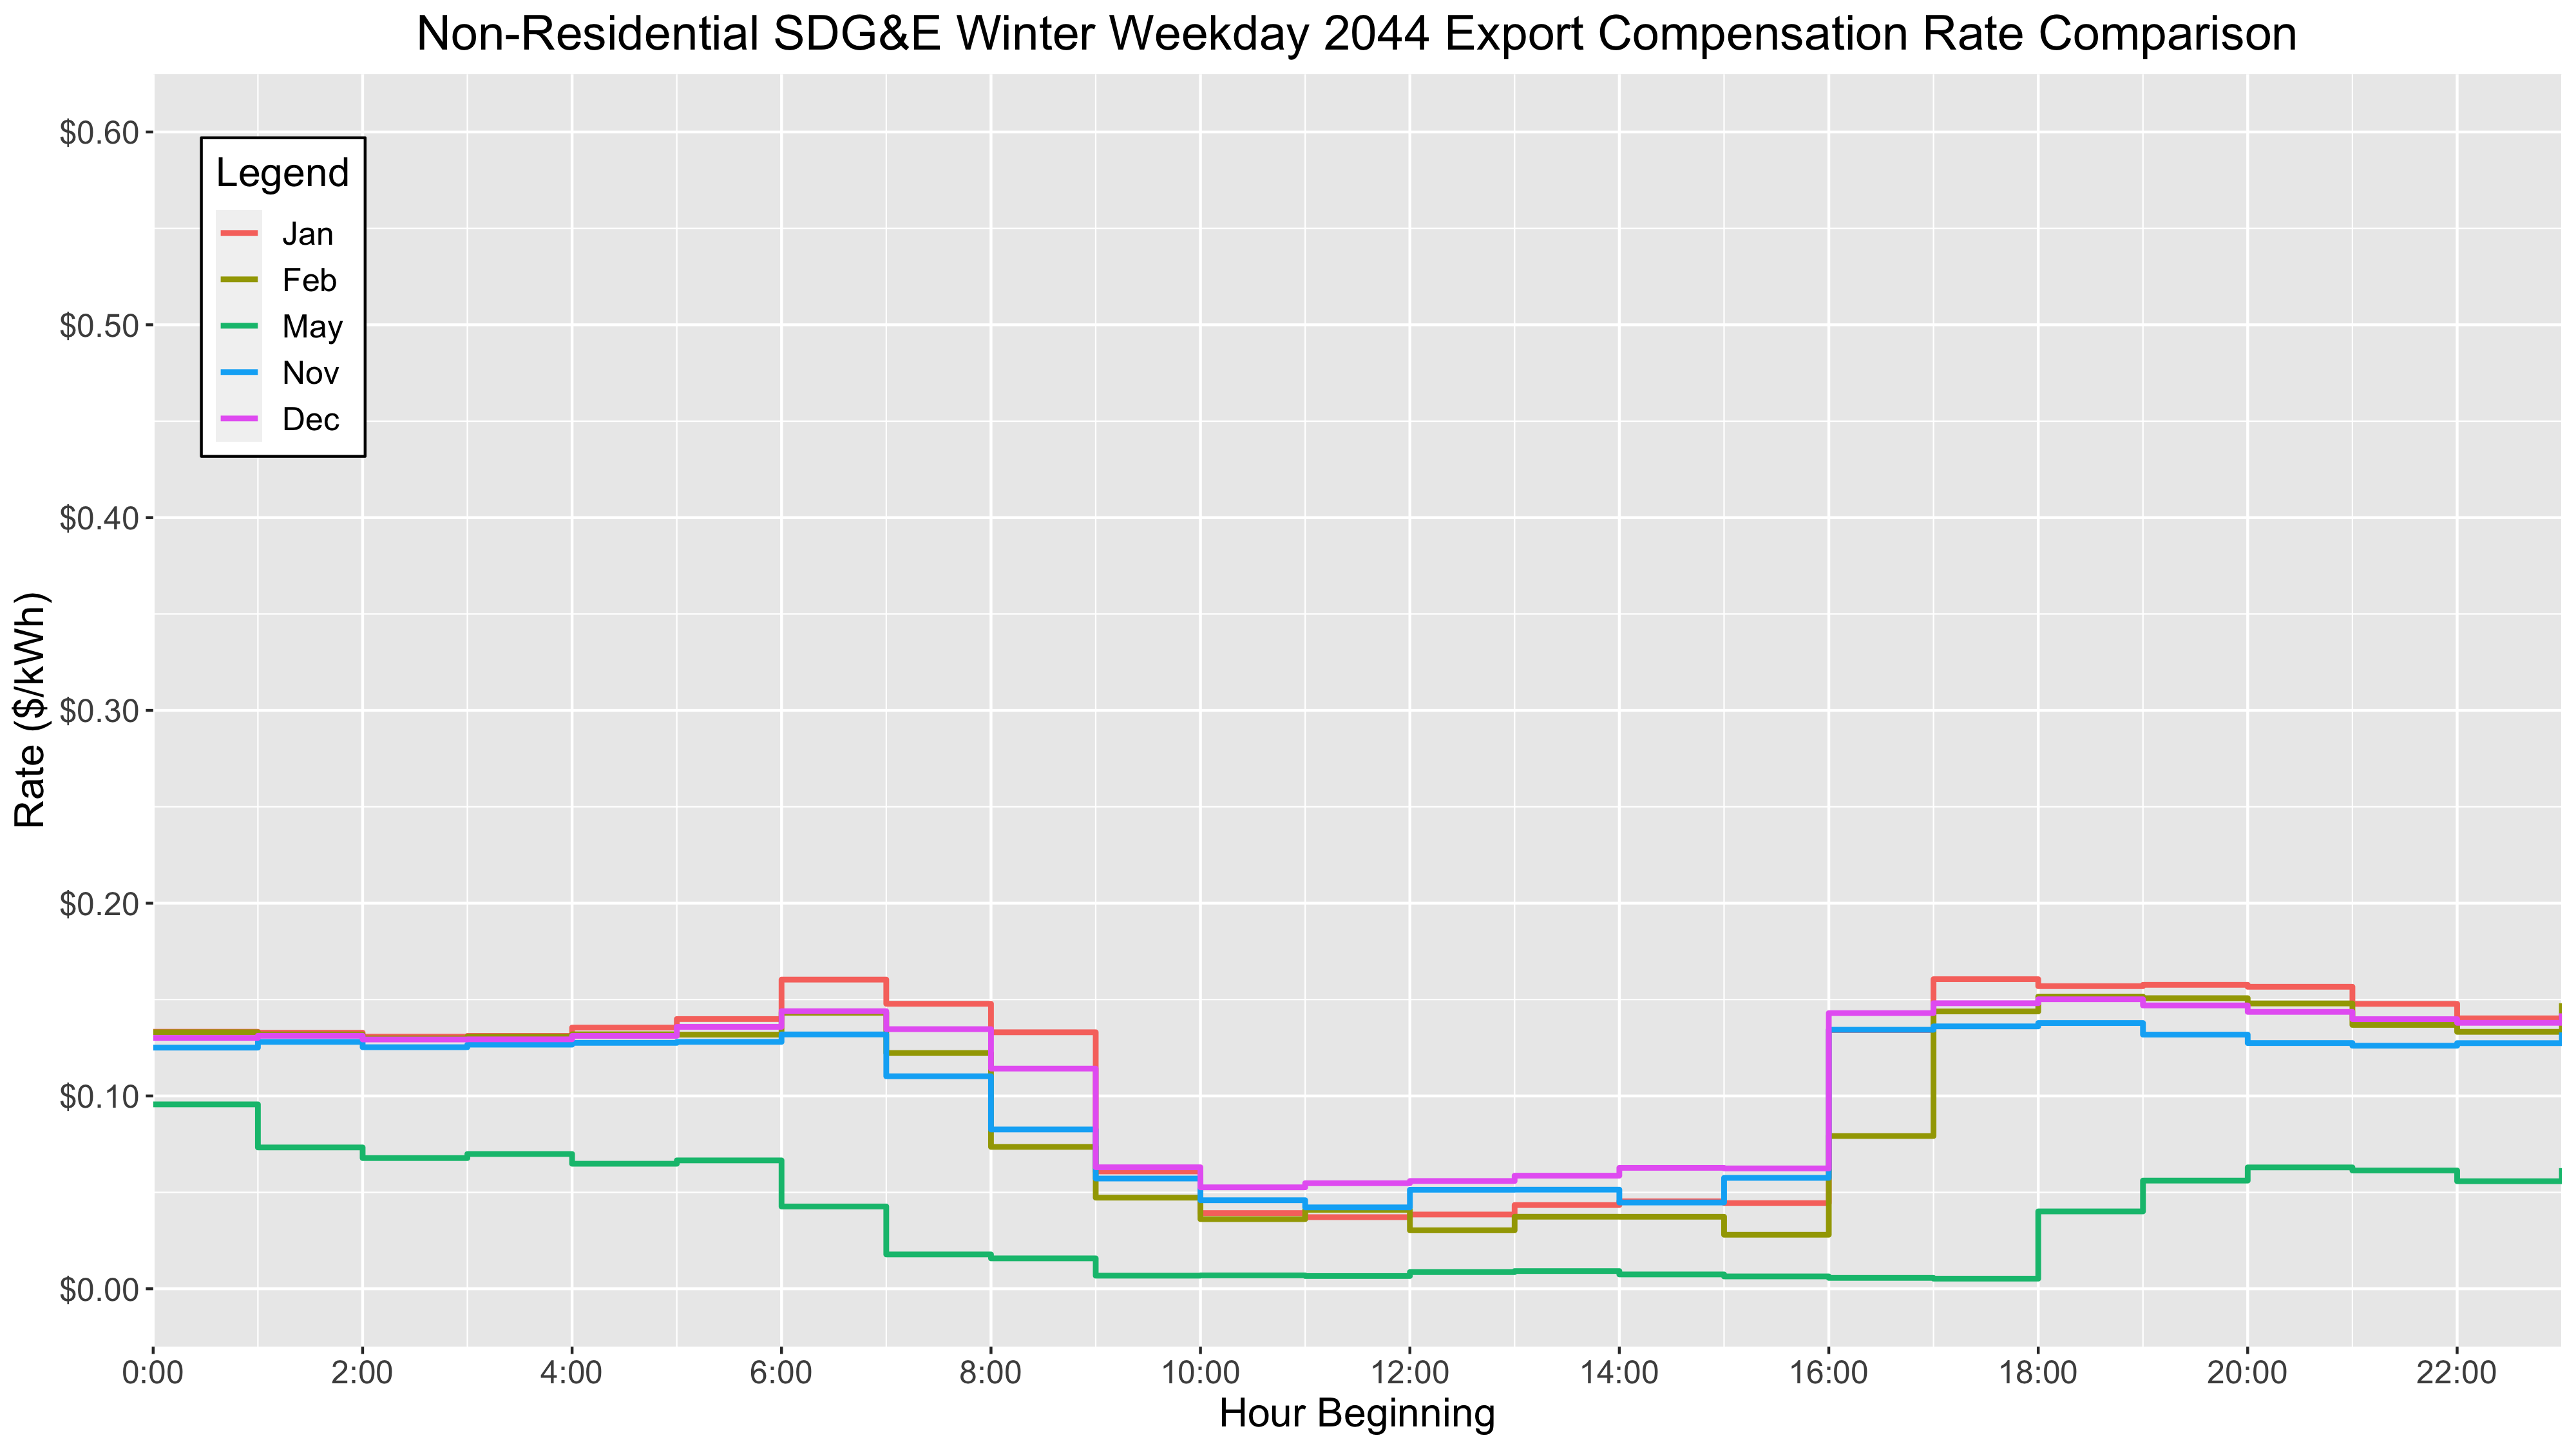 Non-Residential SDG&E Winter Weekday 2044 Export Compensation Rate Comparison
Rate ($/kWh)
$0.60
$0.50
$0.40
$0.30
$0.20
$0.10
$0.00
Legend
Jan
Feb
May
Nov
Dec
0:00 2:00 4:00 6:00 8:00 10:00 12:00 14:00 16:00 18:00 20:00 22:00
Hour Beginning